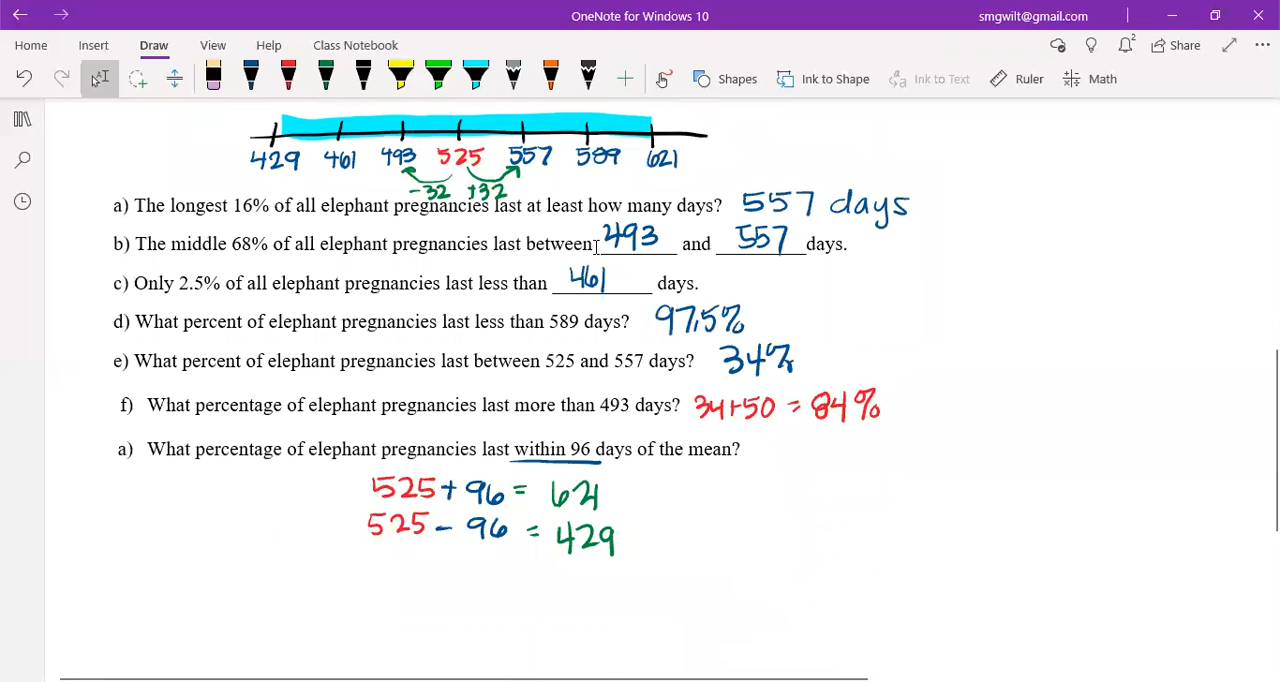 OneNote for Windows 10
smgwilt@gmail.com
Home Insert Draw View Help Class Notebook Share
Shapes Ink to Shape Ink to Text Ruler Math
429 461 493 525 557 589 621
-32 +32
a) The longest 16% of all elephant pregnancies last at least how many days? 557 days
b) The middle 68% of all elephant pregnancies last between 493 and 557 days.
c) Only 2.5% of all elephant pregnancies last less than 461 days.
d) What percent of elephant pregnancies last less than 589 days? 97.5%
e) What percent of elephant pregnancies last between 525 and 557 days? 34%
f) What percentage of elephant pregnancies last more than 493 days? 34+50 = 84%
a) What percentage of elephant pregnancies last within 96 days of the mean?
525 + 96 = 621
525 - 96 = 429